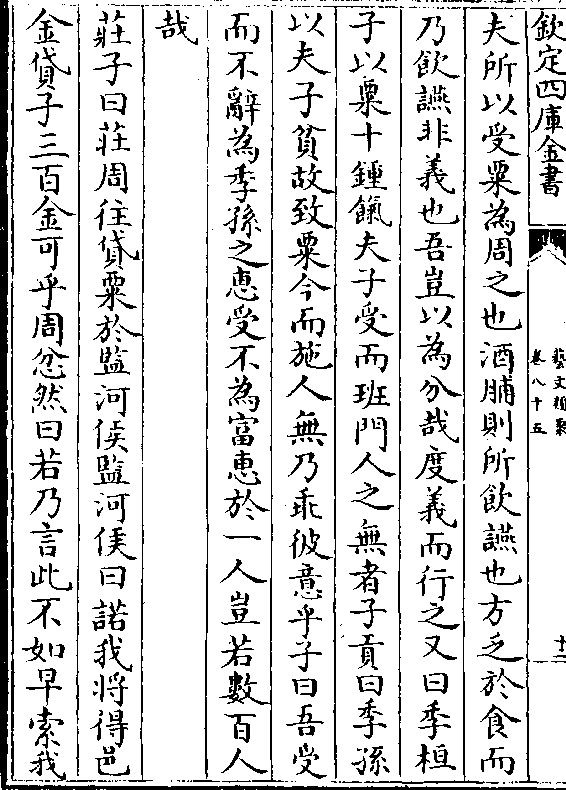 欽定四庫全書
藝文類聚
卷八十五
十二
夫所以受粟為周之也酒脯則所飲讌也方乏於食而
乃飲讌非義也吾豈以為分哉度義而行之又曰季桓
子以粟十鍾餼夫子受而班門人之無者子貢曰季孫
以夫子貧故致粟今而施人無乃乖彼意乎子曰吾受
而不辭為季孫之惠受不為富惠於一人豈若數百人
哉
莊子曰莊周往貸粟於監河侯監河侯曰諾我將得邑
金貸子三百金可乎周忿然曰若乃言此不如早索我